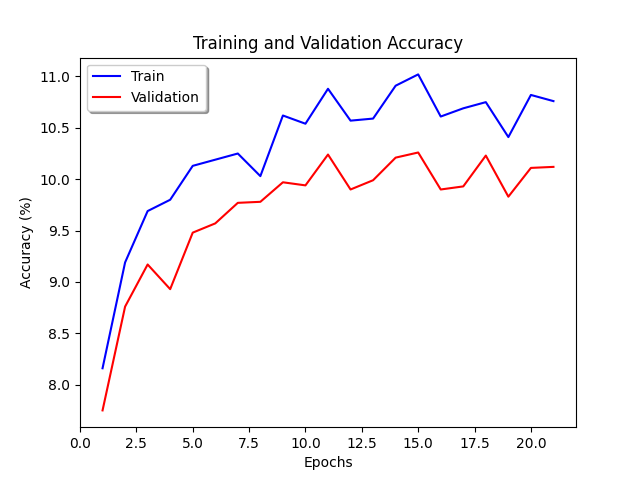 Training and Validation Accuracy
Train
Validation
11.0
10.5
10.0
9.5
9.0
8.5
8.0
Accuracy (%)
0.0 2.5 5.0 7.5 10.0 12.5 15.0 17.5 20.0
Epochs